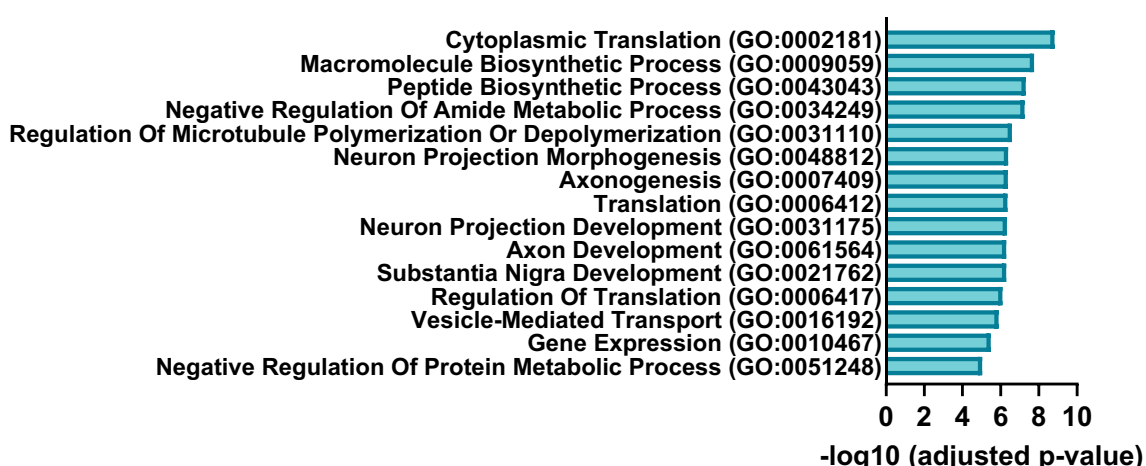 Cytoplasmic Translation (GO:0002181)
Macromolecule Biosynthetic Process (GO:0009059)
Peptide Biosynthetic Process (GO:0043043)
Negative Regulation Of Amide Metabolic Process (GO:0034249)
Regulation Of Microtubule Polymerization Or Depolymerization (GO:0031110)
Neuron Projection Morphogenesis (GO:0048812)
Axonogenesis (GO:0007409)
Translation (GO:0006412)
Neuron Projection Development (GO:0031175)
Axon Development (GO:0061564)
Substantia Nigra Development (GO:0021762)
Regulation Of Translation (GO:0006417)
Vesicle-Mediated Transport (GO:0016192)
Gene Expression (GO:0010467)
Negative Regulation Of Protein Metabolic Process (GO:0051248)
0 2 4 6 8 10
-log10 (adjusted p-value)